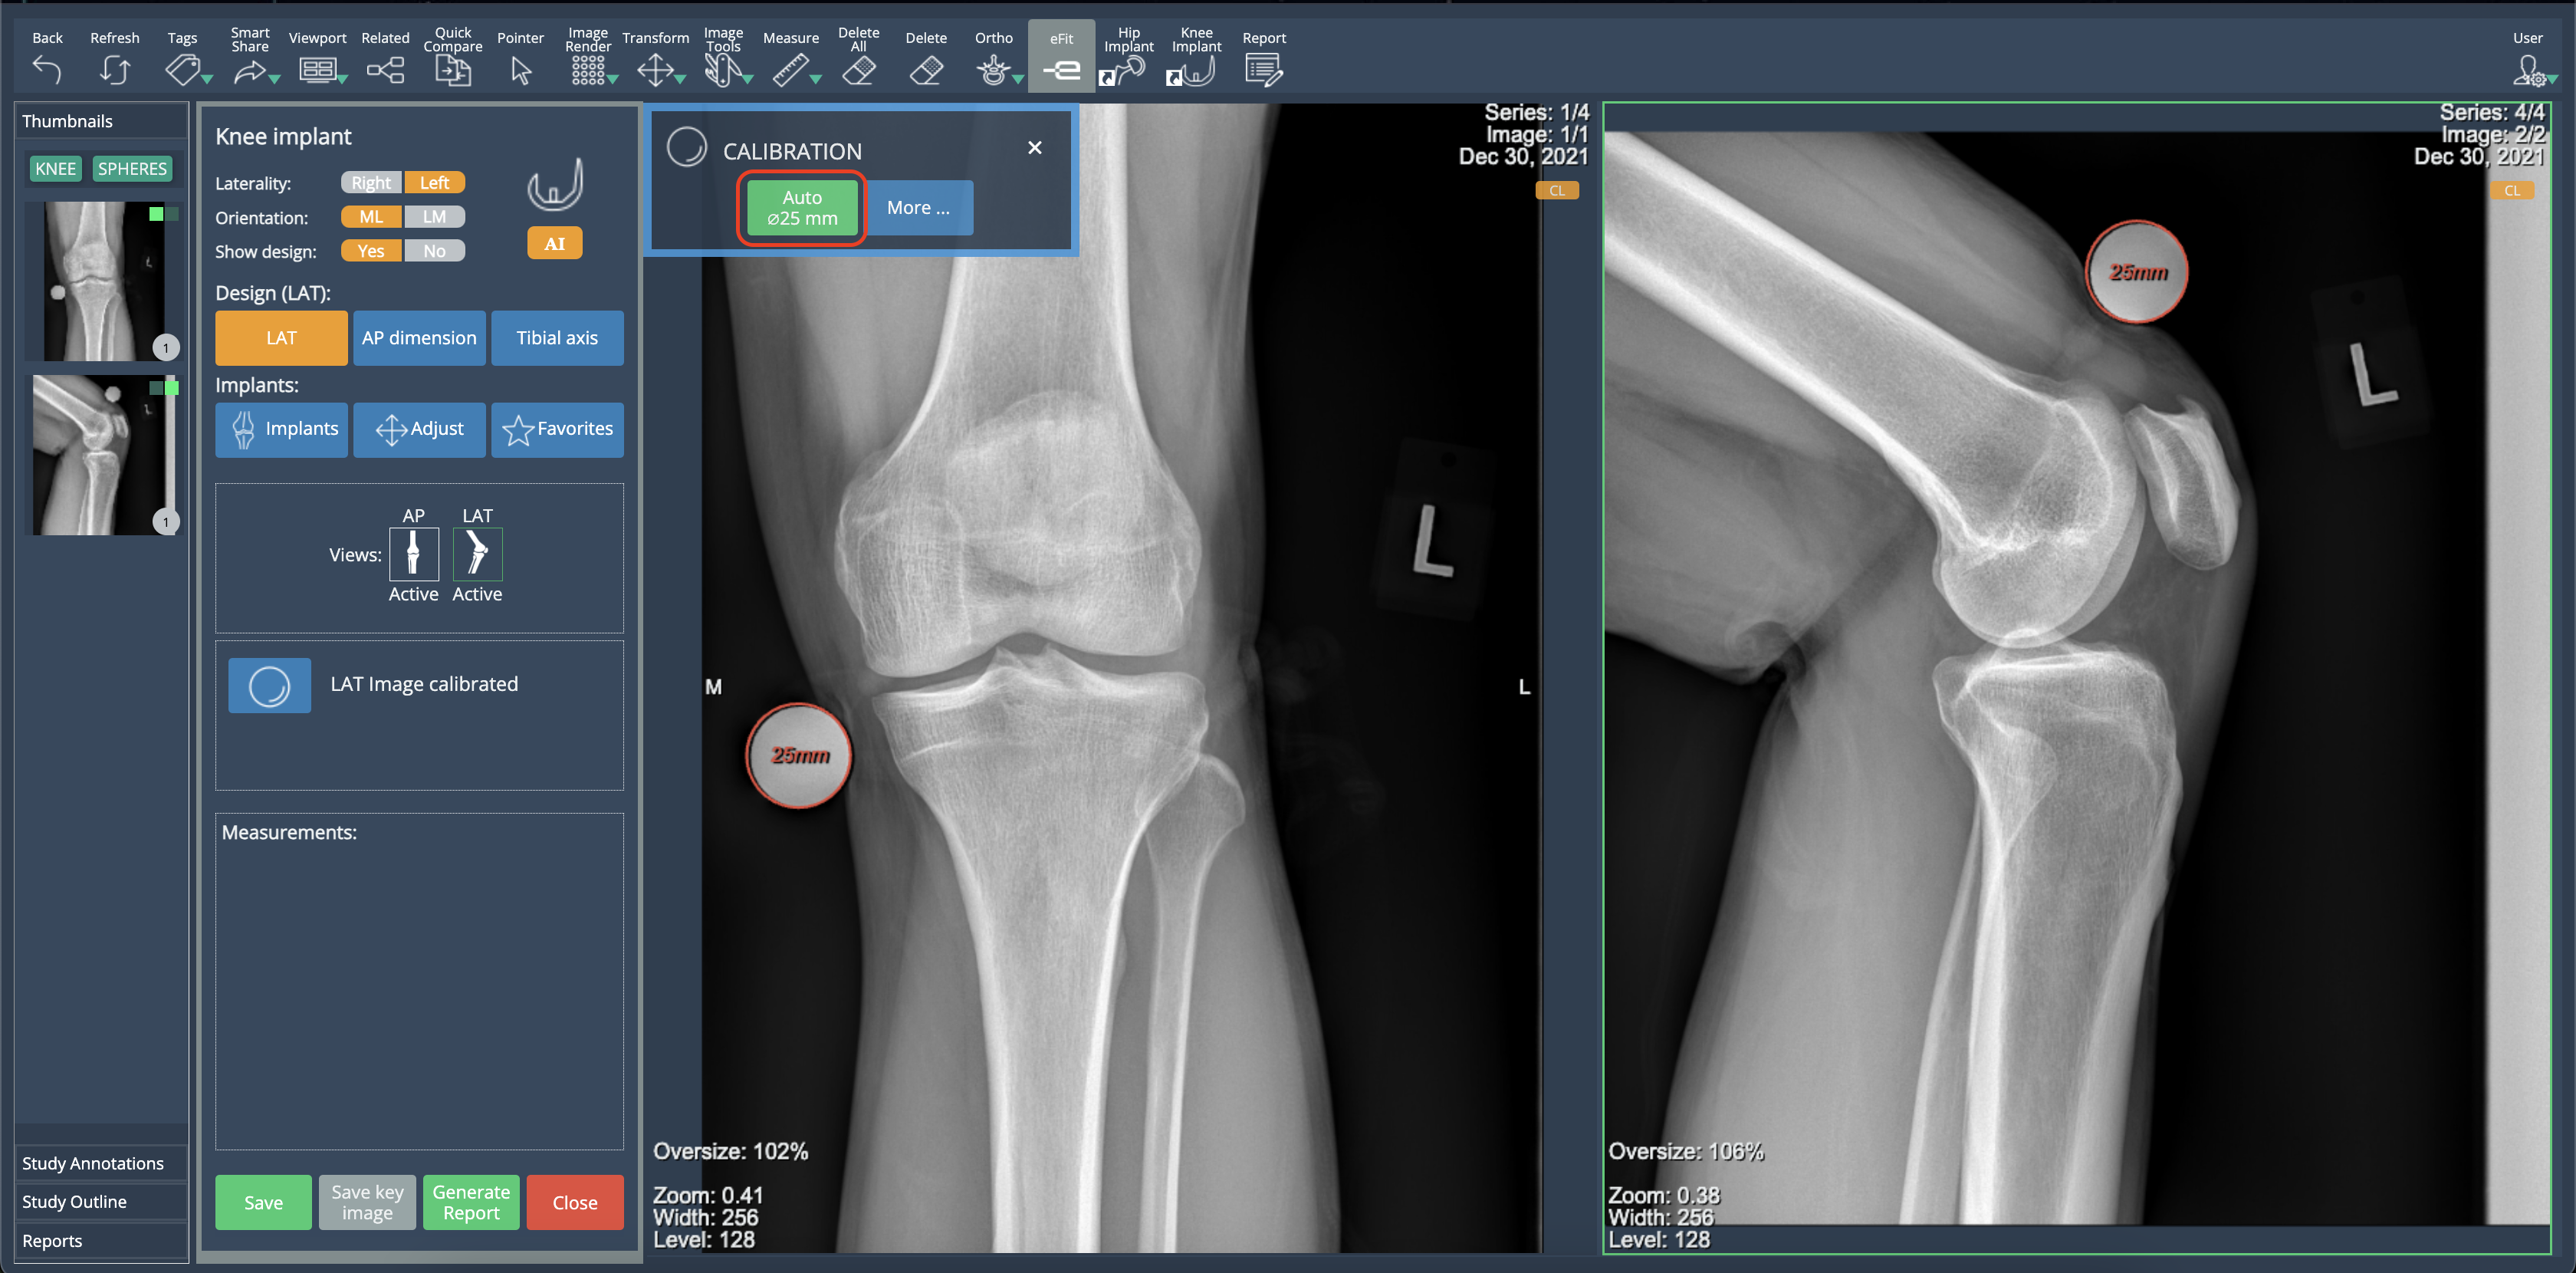 Back
Refresh
Tags
Smart
Share
Viewport
Related
Quick
Compare
Pointer
Image
Render
Transform
Image
Tools
Measure
Delete
All
Delete
Ortho
eFit
Hip
Implant
Knee
Implant
Report
User
Thumbnails
KNEE
SPHERES
L
1
L
1
Study Annotations
Study Outline
Reports
Knee implant
Laterality: Right Left
Orientation: ML LM
Show design: Yes No
AI
Design (LAT):
LAT
AP dimension
Tibial axis
Implants:
Implants
Adjust
Favorites
AP LAT
Views:
Active Active
LAT Image calibrated
Measurements:
Save
Save key
image
Generate
Report
Close
CALIBRATION
Auto
⌀25 mm
More ...
Series: 1/4
Image: 1/1
Dec 30, 2021
CL
L
M
L
25mm
Oversize: 102%
Zoom: 0.41
Width: 256
Level: 128
Series: 4/4
Image: 2/2
Dec 30, 2021
CL
25mm
L
Oversize: 106%
Zoom: 0.38
Width: 256
Level: 128